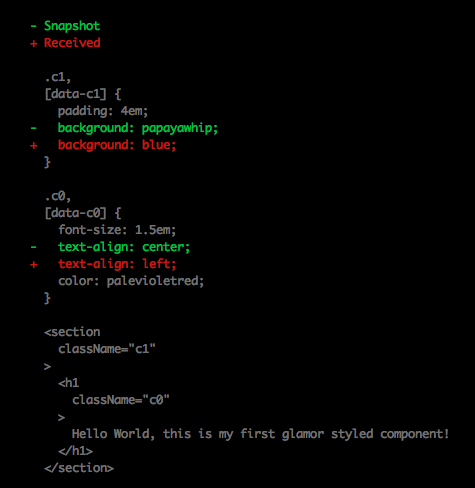 - Snapshot
+ Received
.c1,
[data-c1] {
padding: 4em;
- background: papayawhip;
+ background: blue;
}
.c0,
[data-c0] {
font-size: 1.5em;
- text-align: center;
+ text-align: left;
color: palevioletred;
}
<section
className="c1"
>
<h1
className="c0"
>
Hello World, this is my first glamor styled component!
</h1>
</section>